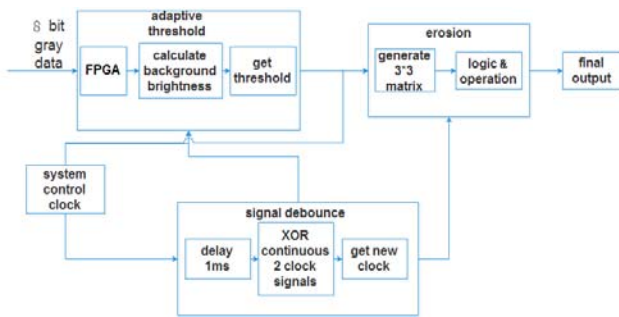 8 bit
gray
data
adaptive
threshold
FPGA
calculate
background
brightness
get
threshold
erosion
generate
3*3
matrix
logic &
operation
final
output
system
control
clock
signal debounce
delay
1ms
XOR
continuous
2 clock
signals
get new
clock